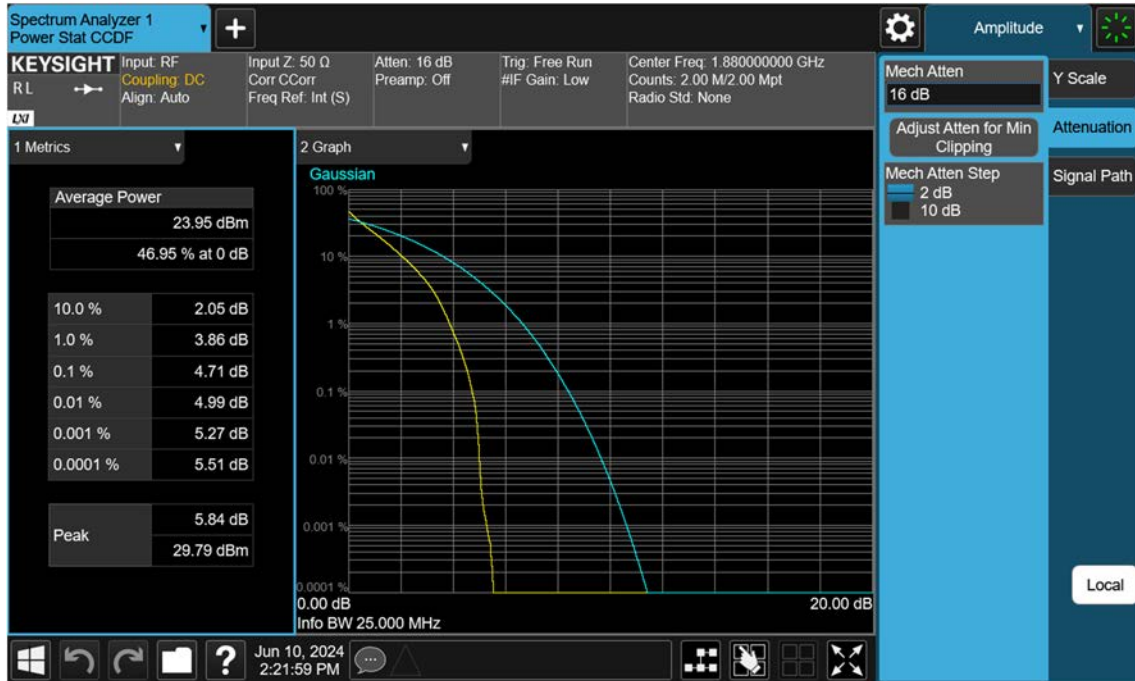 Spectrum Analyzer 1
Power Stat CCDF
Amplitude
KEYSIGHT
RL
LXI
Input: RF
Coupling: DC
Align: Auto
Input Z: 50 Ω
Corr CCorr
Freq Ref: Int (S)
Atten: 16 dB
Preamp: Off
Trig: Free Run
#IF Gain: Low
Center Freq: 1.880000000 GHz
Counts: 2.00 M/2.00 Mpt
Radio Std: None
1 Metrics
Average Power
23.95 dBm
46.95 % at 0 dB
10.0 % 2.05 dB
1.0 % 3.86 dB
0.1 % 4.71 dB
0.01 % 4.99 dB
0.001 % 5.27 dB
0.0001 % 5.51 dB
Peak
5.84 dB
29.79 dBm
2 Graph
Gaussian
100 %
10 %
1 %
0.1 %
0.01 %
0.001 %
0.0001 %
0.00 dB 20.00 dB
Info BW 25.000 MHz
Mech Atten
16 dB
Adjust Atten for Min
Clipping
Mech Atten Step
2 dB
10 dB
Y Scale
Attenuation
Signal Path
Local
?
Jun 10, 2024
2:21:59 PM